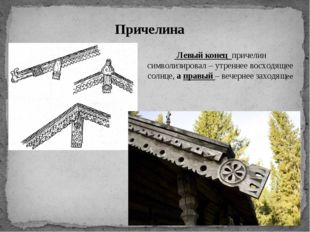 Причелина
Левый конец причелин
символизировал – утреннее восходящее
солнце, а правый – вечернее заходящее